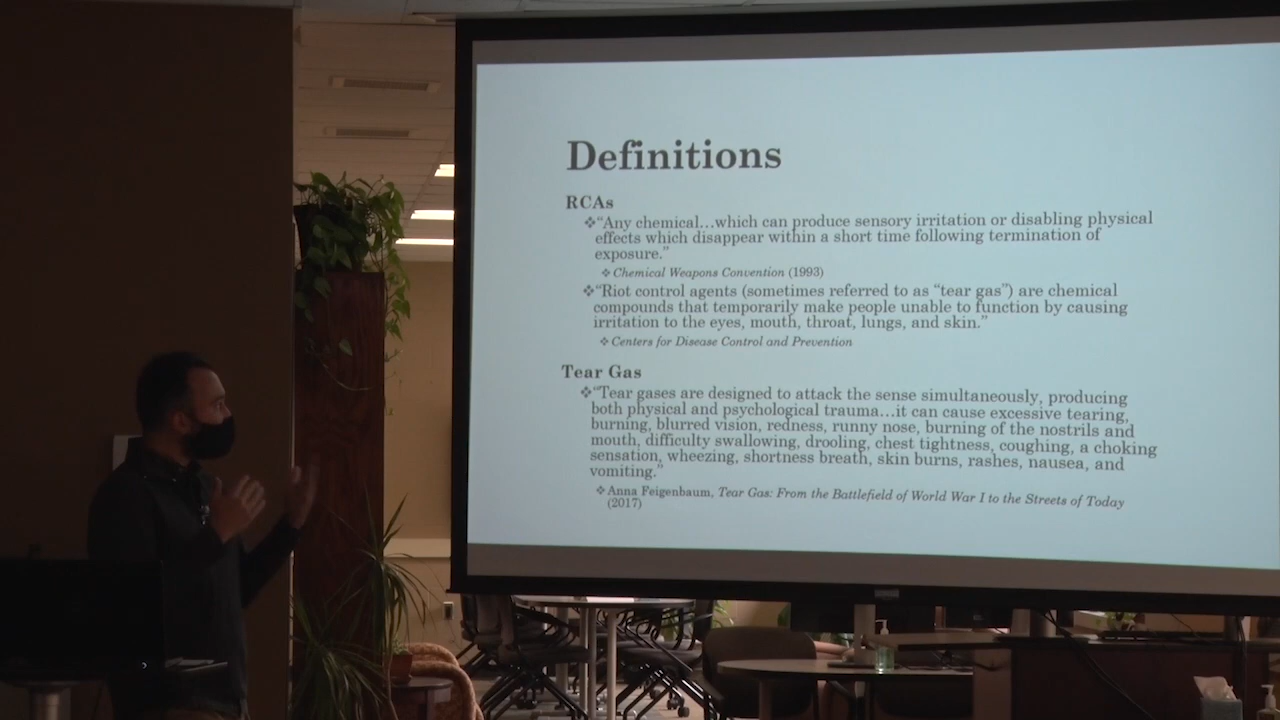 Definitions
RCAs
❖“Any chemical…which can produce sensory irritation or disabling physical
effects which disappear within a short time following termination of
exposure.”
❖Chemical Weapons Convention (1993)
❖“Riot control agents (sometimes referred to as “tear gas”) are chemical
compounds that temporarily make people unable to function by causing
irritation to the eyes, mouth, throat, lungs, and skin.”
❖Centers for Disease Control and Prevention
Tear Gas
❖“Tear gases are designed to attack the sense simultaneously, producing
both physical and psychological trauma…it can cause excessive tearing,
burning, blurred vision, redness, runny nose, burning of the nostrils and
mouth, difficulty swallowing, drooling, chest tightness, coughing, a choking
sensation, wheezing, shortness breath, skin burns, rashes, nausea, and
vomiting.”
❖Anna Feigenbaum, Tear Gas: From the Battlefield of World War I to the Streets of Today
(2017)